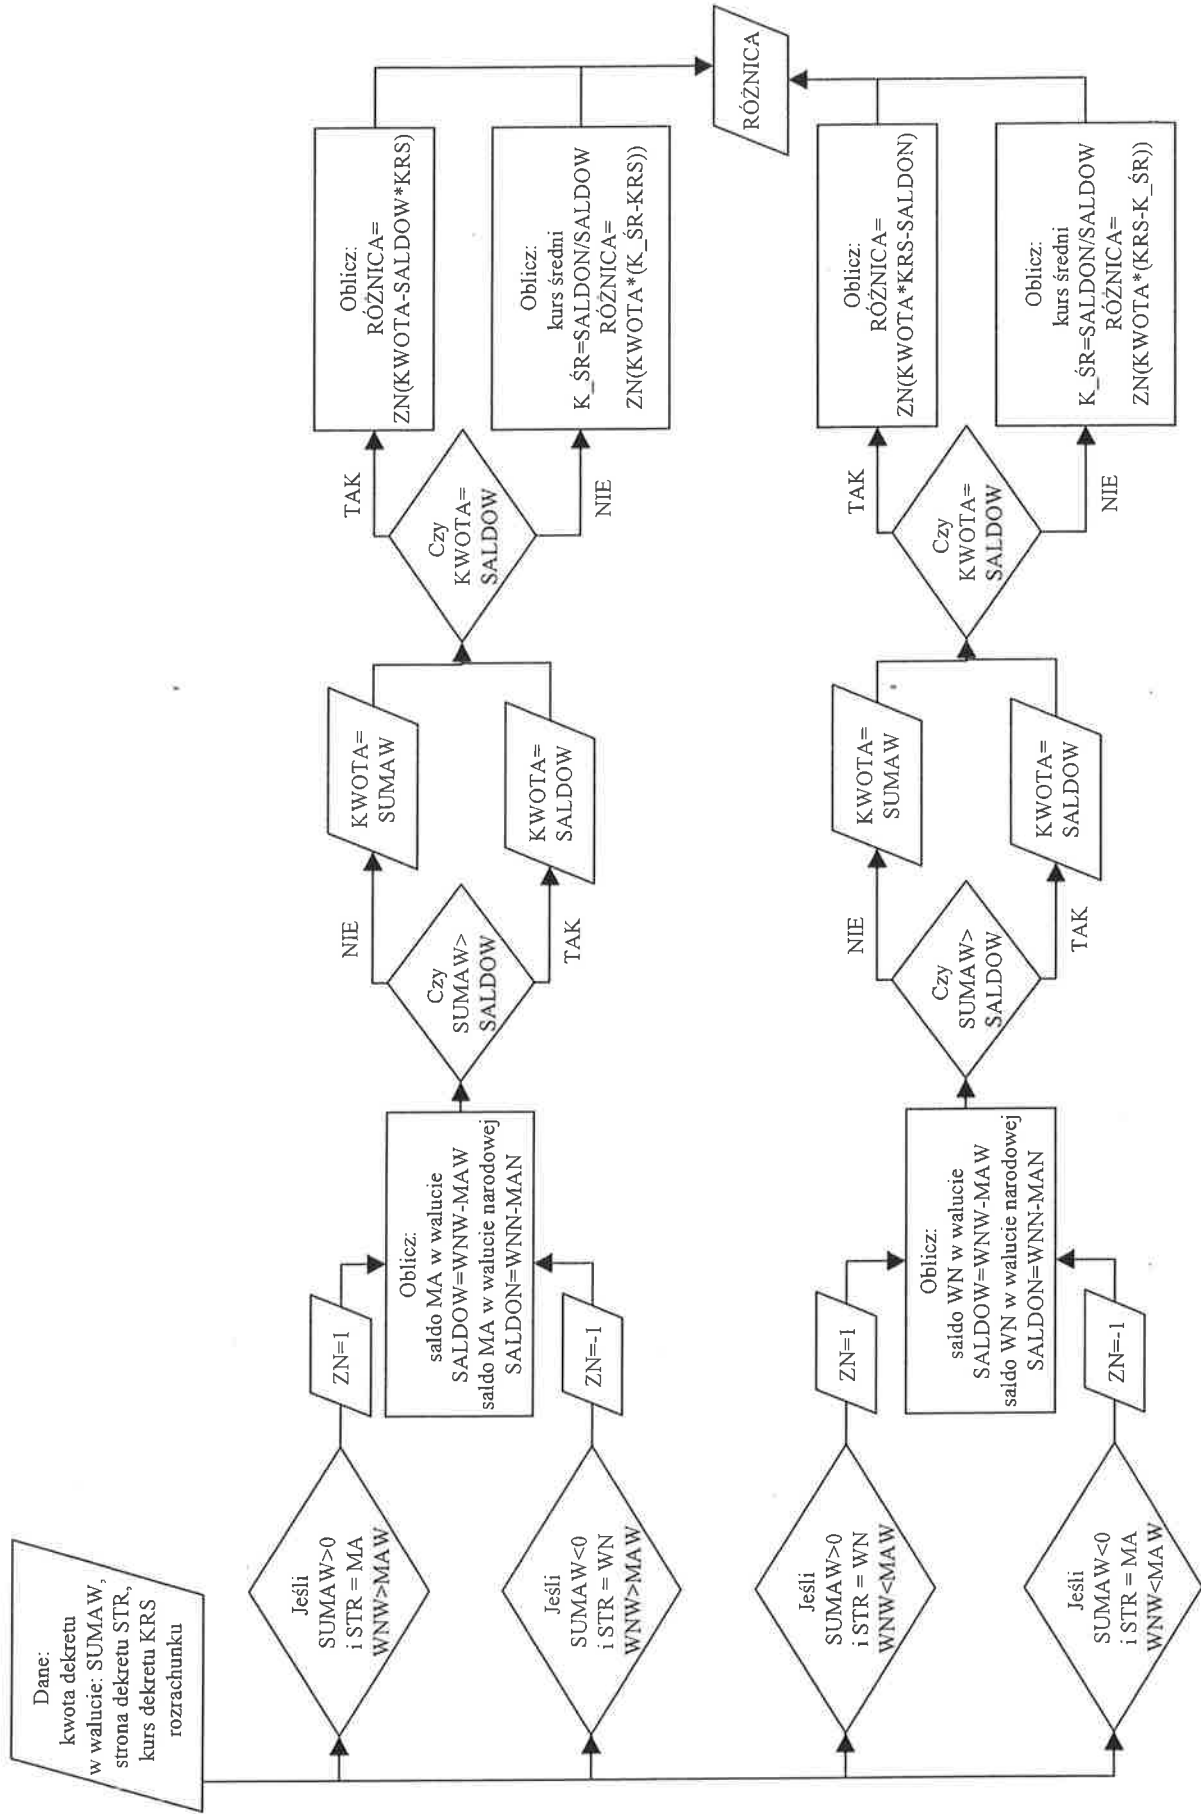 Dane:
kwota dekretu
w walucie: SUMAW,
strona dekretu STR,
kurs dekretu KRS
rozrachunku
Jeśli
SUMAW>0
i STR = MA
WNW>MAW
ZN=1
Jeśli
SUMAW<0
i STR = WN
WNW>MAW
ZN=-1
Oblicz:
saldo MA w walucie
SALDOW=WNW-MAW
saldo MA w walucie narodowej
SALDON=WNN-MAN
Czy
SUMAW>
SALDOW
NIE
TAK
KWOTA=
SUMAW
KWOTA=
SALDOW
Czy
KWOTA=
SALDOW
TAK
NIE
Oblicz:
RÓŻNICA=
ZN(KWOTA-SALDOW*KRS)
Oblicz:
kurs średni
K_ŚR=SALDON/SALDOW
RÓŻNICA=
ZN(KWOTA*(K_ŚR-KRS))
RÓŻNICA
Jeśli
SUMAW>0
i STR = WN
WNW<MAW
ZN=1
Jeśli
SUMAW<0
i STR = MA
WNW<MAW
ZN=-1
Oblicz:
saldo WN w walucie
SALDOW=WNW-MAW
saldo WN w walucie narodowej
SALDON=WNN-MAN
Czy
SUMAW>
SALDOW
NIE
TAK
KWOTA=
SUMAW
KWOTA=
SALDOW
Czy
KWOTA=
SALDOW
TAK
NIE
Oblicz:
RÓŻNICA=
ZN(KWOTA*KRS-SALDON)
Oblicz:
kurs średni
K_ŚR=SALDON/SALDOW
RÓŻNICA=
ZN(KWOTA*(KRS-K_ŚR))